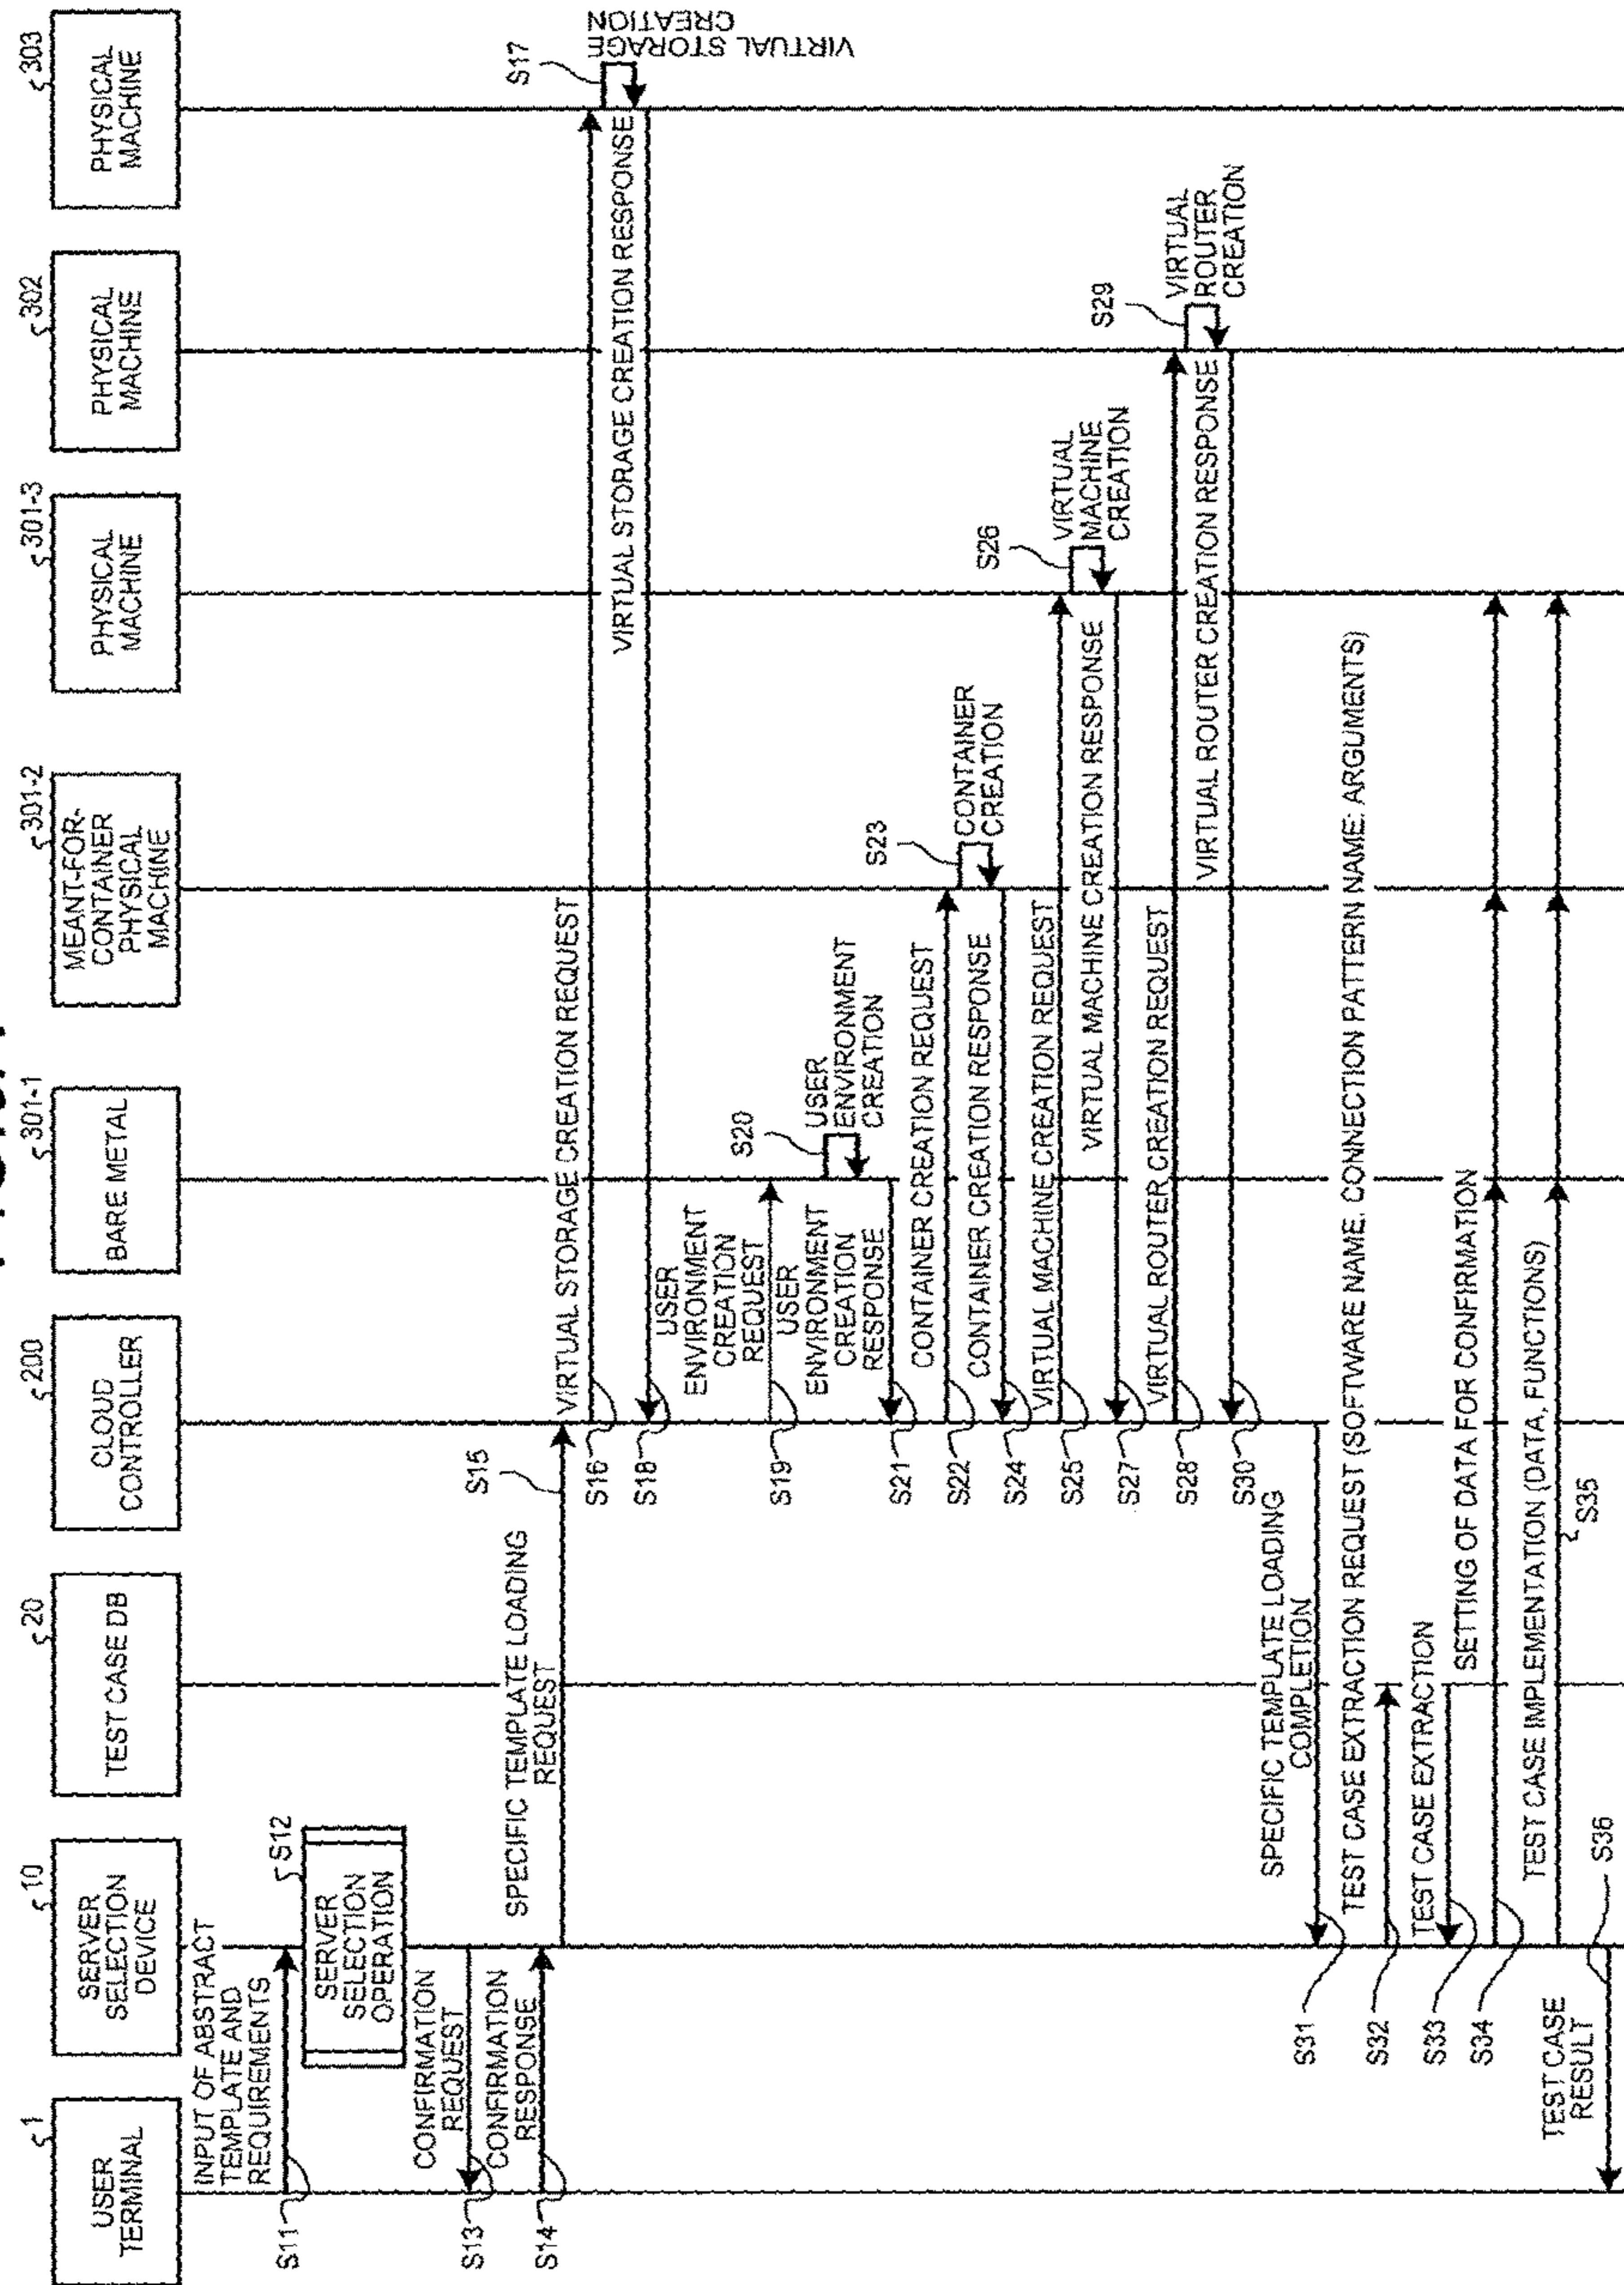 1
USER
TERMINAL
10
SERVER
SELECTION
DEVICE
20
TEST CASE DB
200
CLOUD
CONTROLLER
301-1
BARE METAL
301-2
MEANT-FOR-
CONTAINER
PHYSICAL
MACHINE
301-3
PHYSICAL
MACHINE
302
PHYSICAL
MACHINE
303
PHYSICAL
MACHINE
INPUT OF ABSTRACT
TEMPLATE AND
REQUIREMENTS
S11
S12
SERVER
SELECTION
OPERATION
CONFIRMATION
REQUEST
S13
CONFIRMATION
RESPONSE
S14
SPECIFIC TEMPLATE LOADING
REQUEST
S15
VIRTUAL STORAGE CREATION REQUEST
S16
S17
VIRTUAL STORAGE
CREATION
VIRTUAL STORAGE CREATION RESPONSE
S18
USER
ENVIRONMENT
CREATION
REQUEST
S19
S20
USER
ENVIRONMENT
CREATION
USER
ENVIRONMENT
CREATION
RESPONSE
S21
CONTAINER CREATION REQUEST
S22
S23
CONTAINER
CREATION
CONTAINER CREATION RESPONSE
S24
VIRTUAL MACHINE CREATION REQUEST
S25
S26
VIRTUAL
MACHINE
CREATION
VIRTUAL MACHINE CREATION RESPONSE
S27
VIRTUAL ROUTER CREATION REQUEST
S28
S29
VIRTUAL
ROUTER
CREATION
VIRTUAL ROUTER CREATION RESPONSE
S30
SPECIFIC TEMPLATE LOADING
COMPLETION
S31
TEST CASE EXTRACTION REQUEST (SOFTWARE NAME, CONNECTION PATTERN NAME: ARGUMENTS)
S32
TEST CASE EXTRACTION
S33
SETTING OF DATA FOR CONFIRMATION
S34
TEST CASE IMPLEMENTATION (DATA, FUNCTIONS)
S35
TEST CASE
RESULT
S36